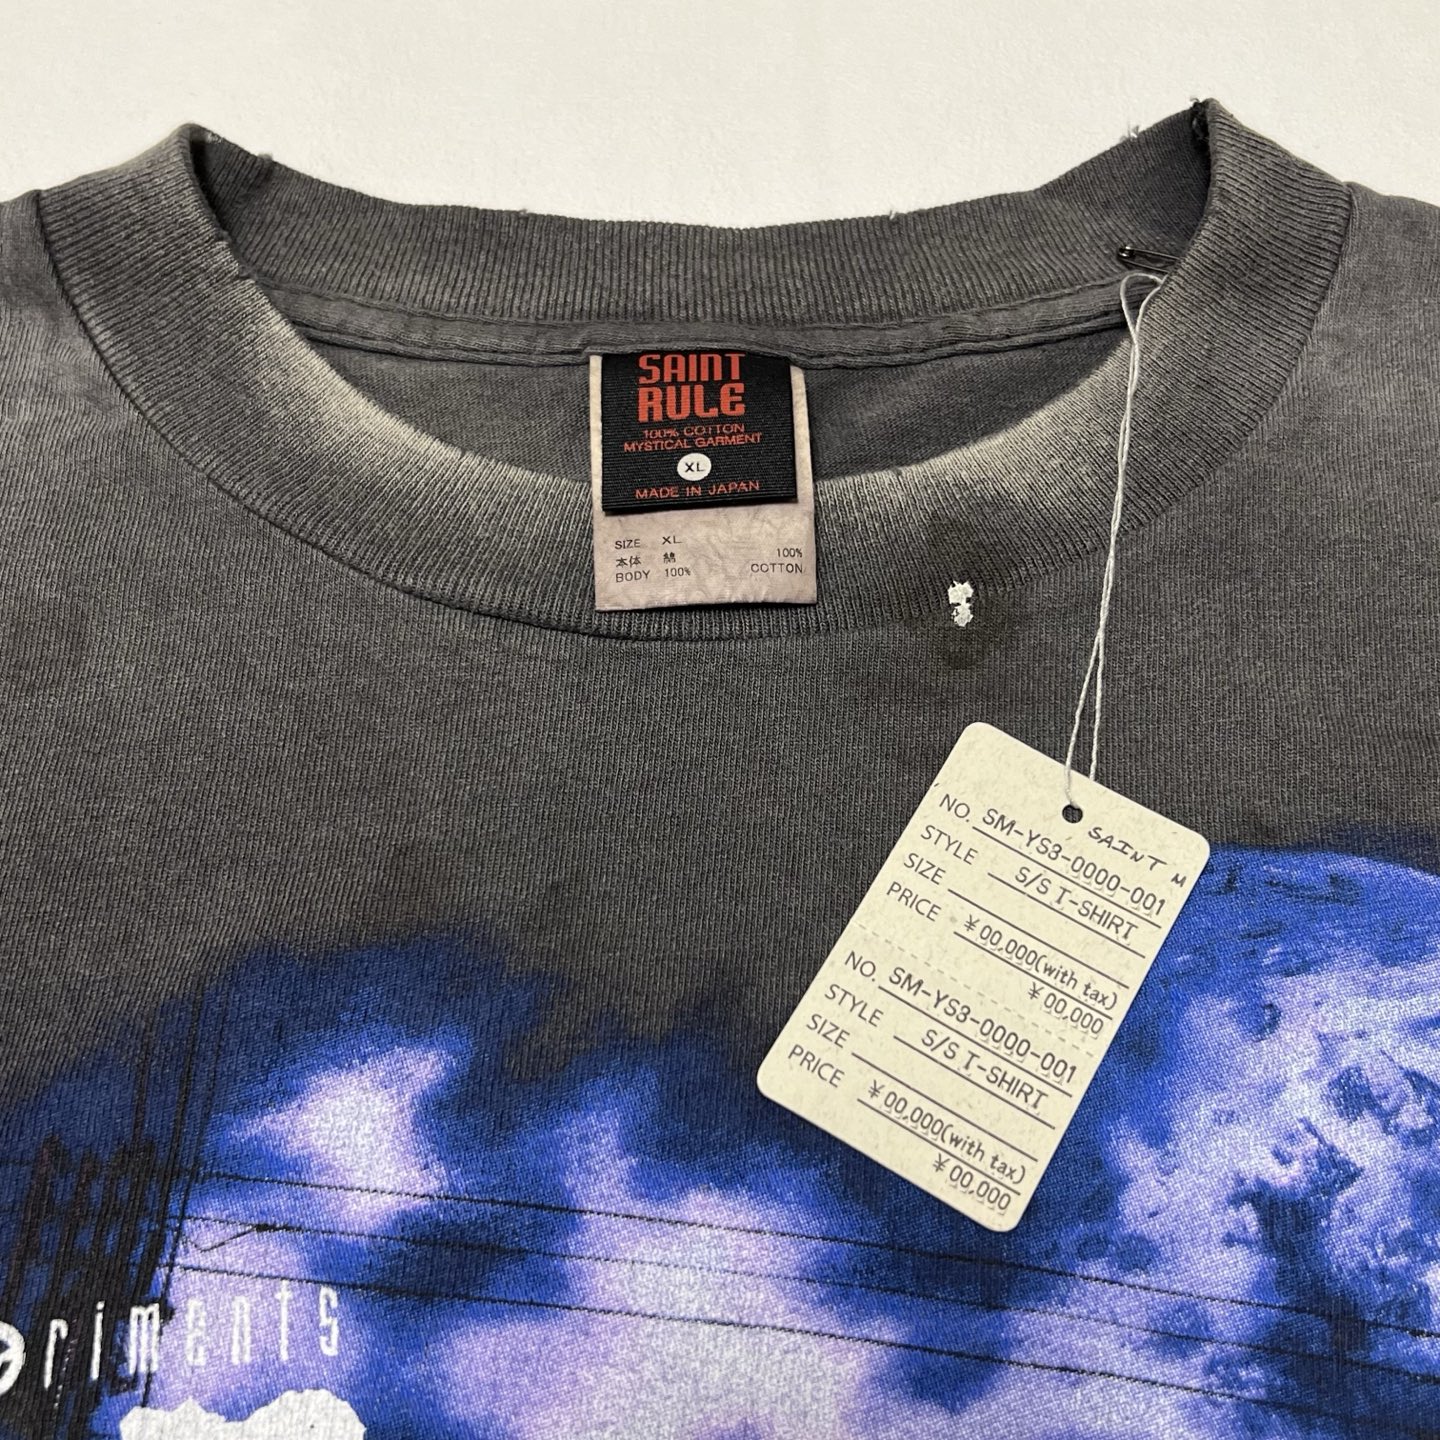 SAINT
RULE
100% COTTON
MYSTICAL GARMENT
XL
MADE IN JAPAN
SIZE XL
本体 綿 100%
BODY 100% COTTON
SAINT M
NO. SM-YS3-0000-001
STYLE S/S T-SHIRT
SIZE
PRICE ¥00,000(with tax)
¥00,000
NO. SM-YS3-0000-001
STYLE S/S T-SHIRT
SIZE
PRICE ¥00,000(with tax)
¥00,000
eriments